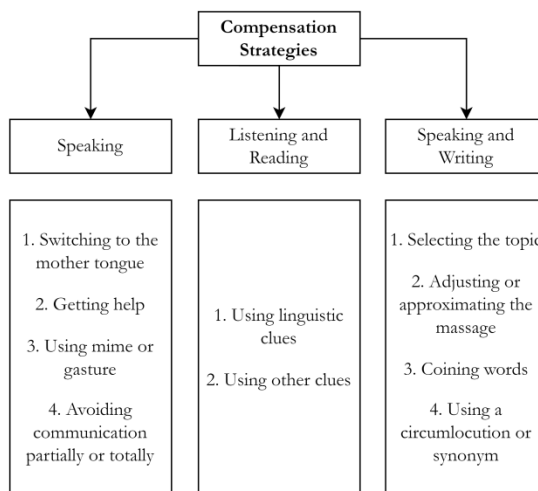 Compensation
Strategies
Speaking
Listening and
Reading
Speaking and
Writing
1. Switching to the
mother tongue
2. Getting help
3. Using mime or
gasture
4. Avoiding
communication
partially or totally
1. Using linguistic
clues
2. Using other clues
1. Selecting the topic
2. Adjusting or
approximating the
massage
3. Coining words
4. Using a
circumlocution or
synonym